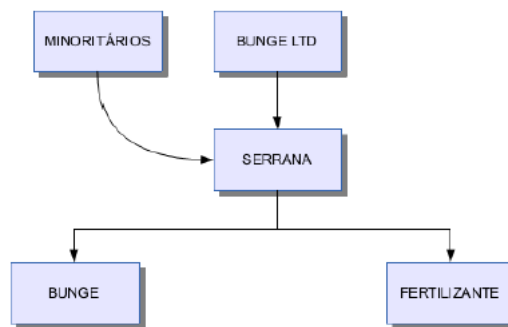 MINORITÁRIOS
BUNGE LTD
SERRANA
BUNGE
FERTILIZANTE